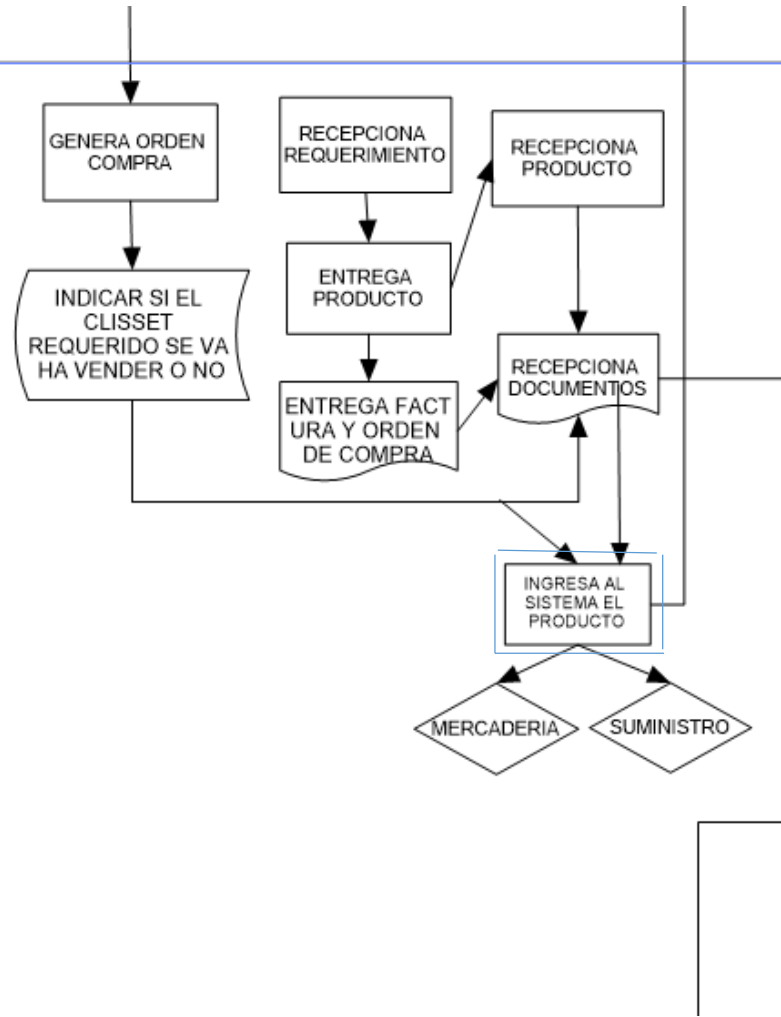 GENERA ORDEN
COMPRA
RECEPCIONA
REQUERIMIENTO
RECEPCIONA
PRODUCTO
ENTREGA
PRODUCTO
INDICAR SI EL
CLISSET
REQUERIDO SE VA
HA VENDER O NO
ENTREGA FACT
URA Y ORDEN
DE COMPRA
RECEPCIONA
DOCUMENTOS
INGRESA AL
SISTEMA EL
PRODUCTO
MERCADERIA
SUMINISTRO